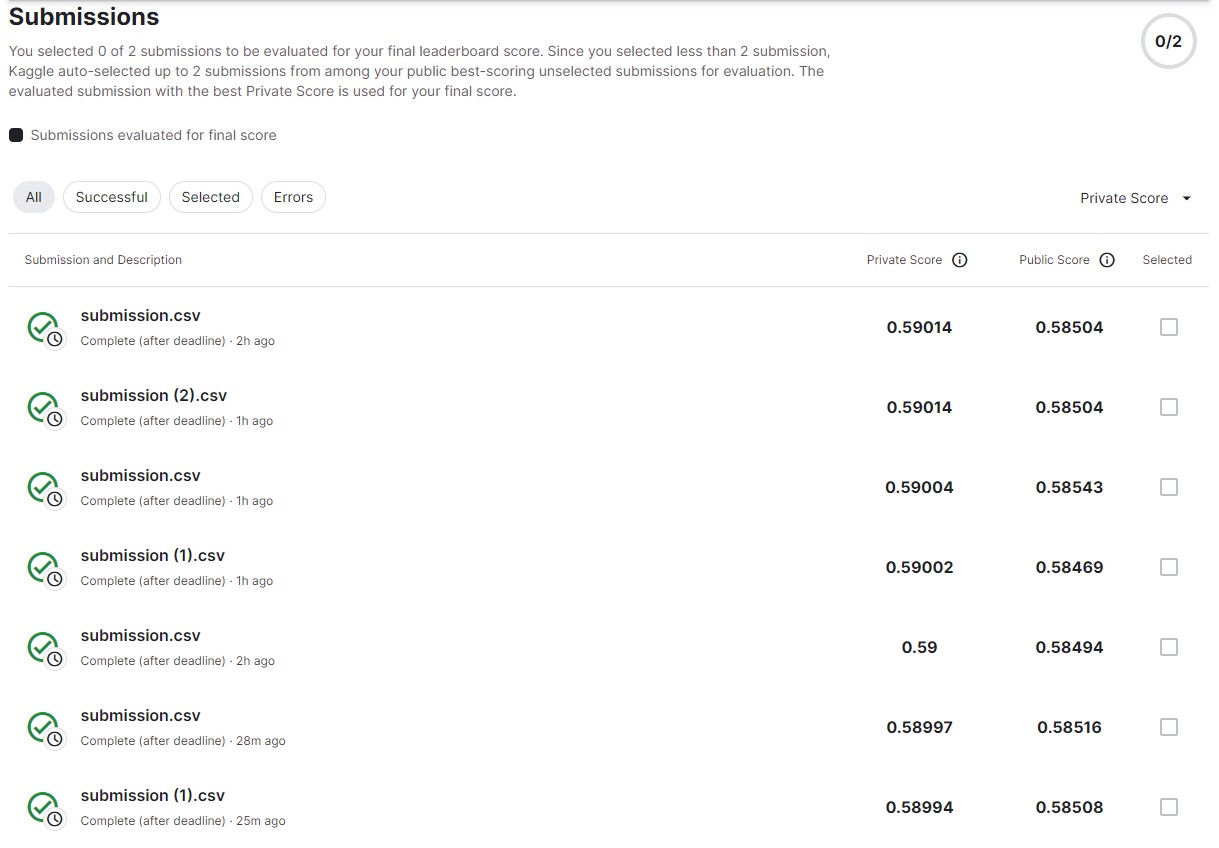 Submissions
0/2
You selected 0 of 2 submissions to be evaluated for your final leaderboard score. Since you selected less than 2 submission,
Kaggle auto-selected up to 2 submissions from among your public best-scoring unselected submissions for evaluation. The
evaluated submission with the best Private Score is used for your final score.
Submissions evaluated for final score
All Successful Selected Errors Private Score
Submission and Description Private Score Public Score Selected
submission.csv
Complete (after deadline) · 2h ago
0.59014 0.58504
submission (2).csv
Complete (after deadline) · 1h ago
0.59014 0.58504
submission.csv
Complete (after deadline) · 1h ago
0.59004 0.58543
submission (1).csv
Complete (after deadline) · 1h ago
0.59002 0.58469
submission.csv
Complete (after deadline) · 2h ago
0.59 0.58494
submission.csv
Complete (after deadline) · 28m ago
0.58997 0.58516
submission (1).csv
Complete (after deadline) · 25m ago
0.58994 0.58508